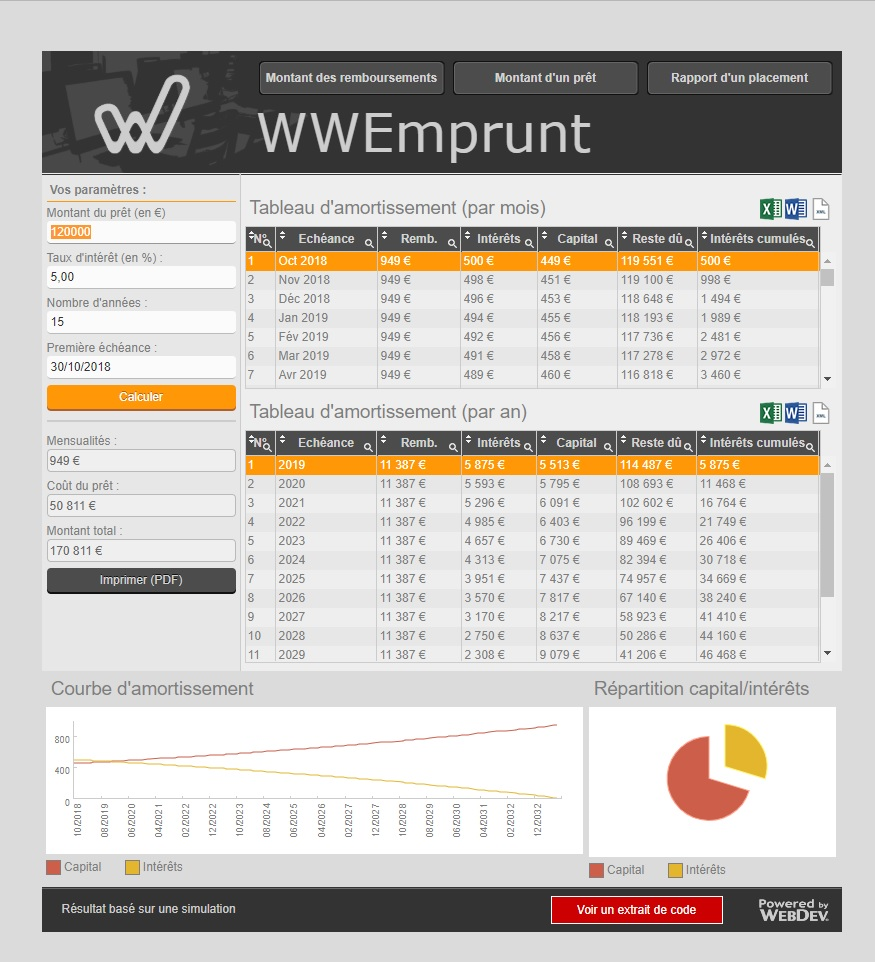 Montant des remboursements Montant d'un prêt Rapport d'un placement
WWEmprunt
Vos paramètres :
Montant du prêt (en €)
120000
Taux d'intérêt (en %) :
5,00
Nombre d'années :
15
Première échéance :
30/10/2018
Calculer
Mensualités :
949 €
Coût du prêt :
50 811 €
Montant total :
170 811 €
Imprimer (PDF)
Tableau d'amortissement (par mois)
N° Echéance Remb. Intérêts Capital Reste dû Intérêts cumulés
1 Oct 2018 949 € 500 € 449 € 119 551 € 500 €
2 Nov 2018 949 € 498 € 451 € 119 100 € 998 €
3 Déc 2018 949 € 496 € 453 € 118 648 € 1 494 €
4 Jan 2019 949 € 494 € 455 € 118 193 € 1 989 €
5 Fév 2019 949 € 492 € 456 € 117 736 € 2 481 €
6 Mar 2019 949 € 491 € 458 € 117 278 € 2 972 €
7 Avr 2019 949 € 489 € 460 € 116 818 € 3 460 €
Tableau d'amortissement (par an)
N° Echéance Remb. Intérêts Capital Reste dû Intérêts cumulés
1 2019 11 387 € 5 875 € 5 513 € 114 487 € 5 875 €
2 2020 11 387 € 5 593 € 5 795 € 108 693 € 11 468 €
3 2021 11 387 € 5 296 € 6 091 € 102 602 € 16 764 €
4 2022 11 387 € 4 985 € 6 403 € 96 199 € 21 749 €
5 2023 11 387 € 4 657 € 6 730 € 89 469 € 26 406 €
6 2024 11 387 € 4 313 € 7 075 € 82 394 € 30 718 €
7 2025 11 387 € 3 951 € 7 437 € 74 957 € 34 669 €
8 2026 11 387 € 3 570 € 7 817 € 67 140 € 38 240 €
9 2027 11 387 € 3 170 € 8 217 € 58 923 € 41 410 €
10 2028 11 387 € 2 750 € 8 637 € 50 286 € 44 160 €
11 2029 11 387 € 2 308 € 9 079 € 41 206 € 46 468 €
Courbe d'amortissement
800
400
0
10/2018 08/2019 06/2020 04/2021 02/2022 12/2022 10/2023 08/2024 06/2025 04/2026 02/2027 12/2027 10/2028 08/2029 06/2030 04/2031 02/2032 12/2032
Capital Intérêts
Répartition capital/intérêts
Capital Intérêts
Résultat basé sur une simulation
Voir un extrait de code
Powered by
WEBDEV